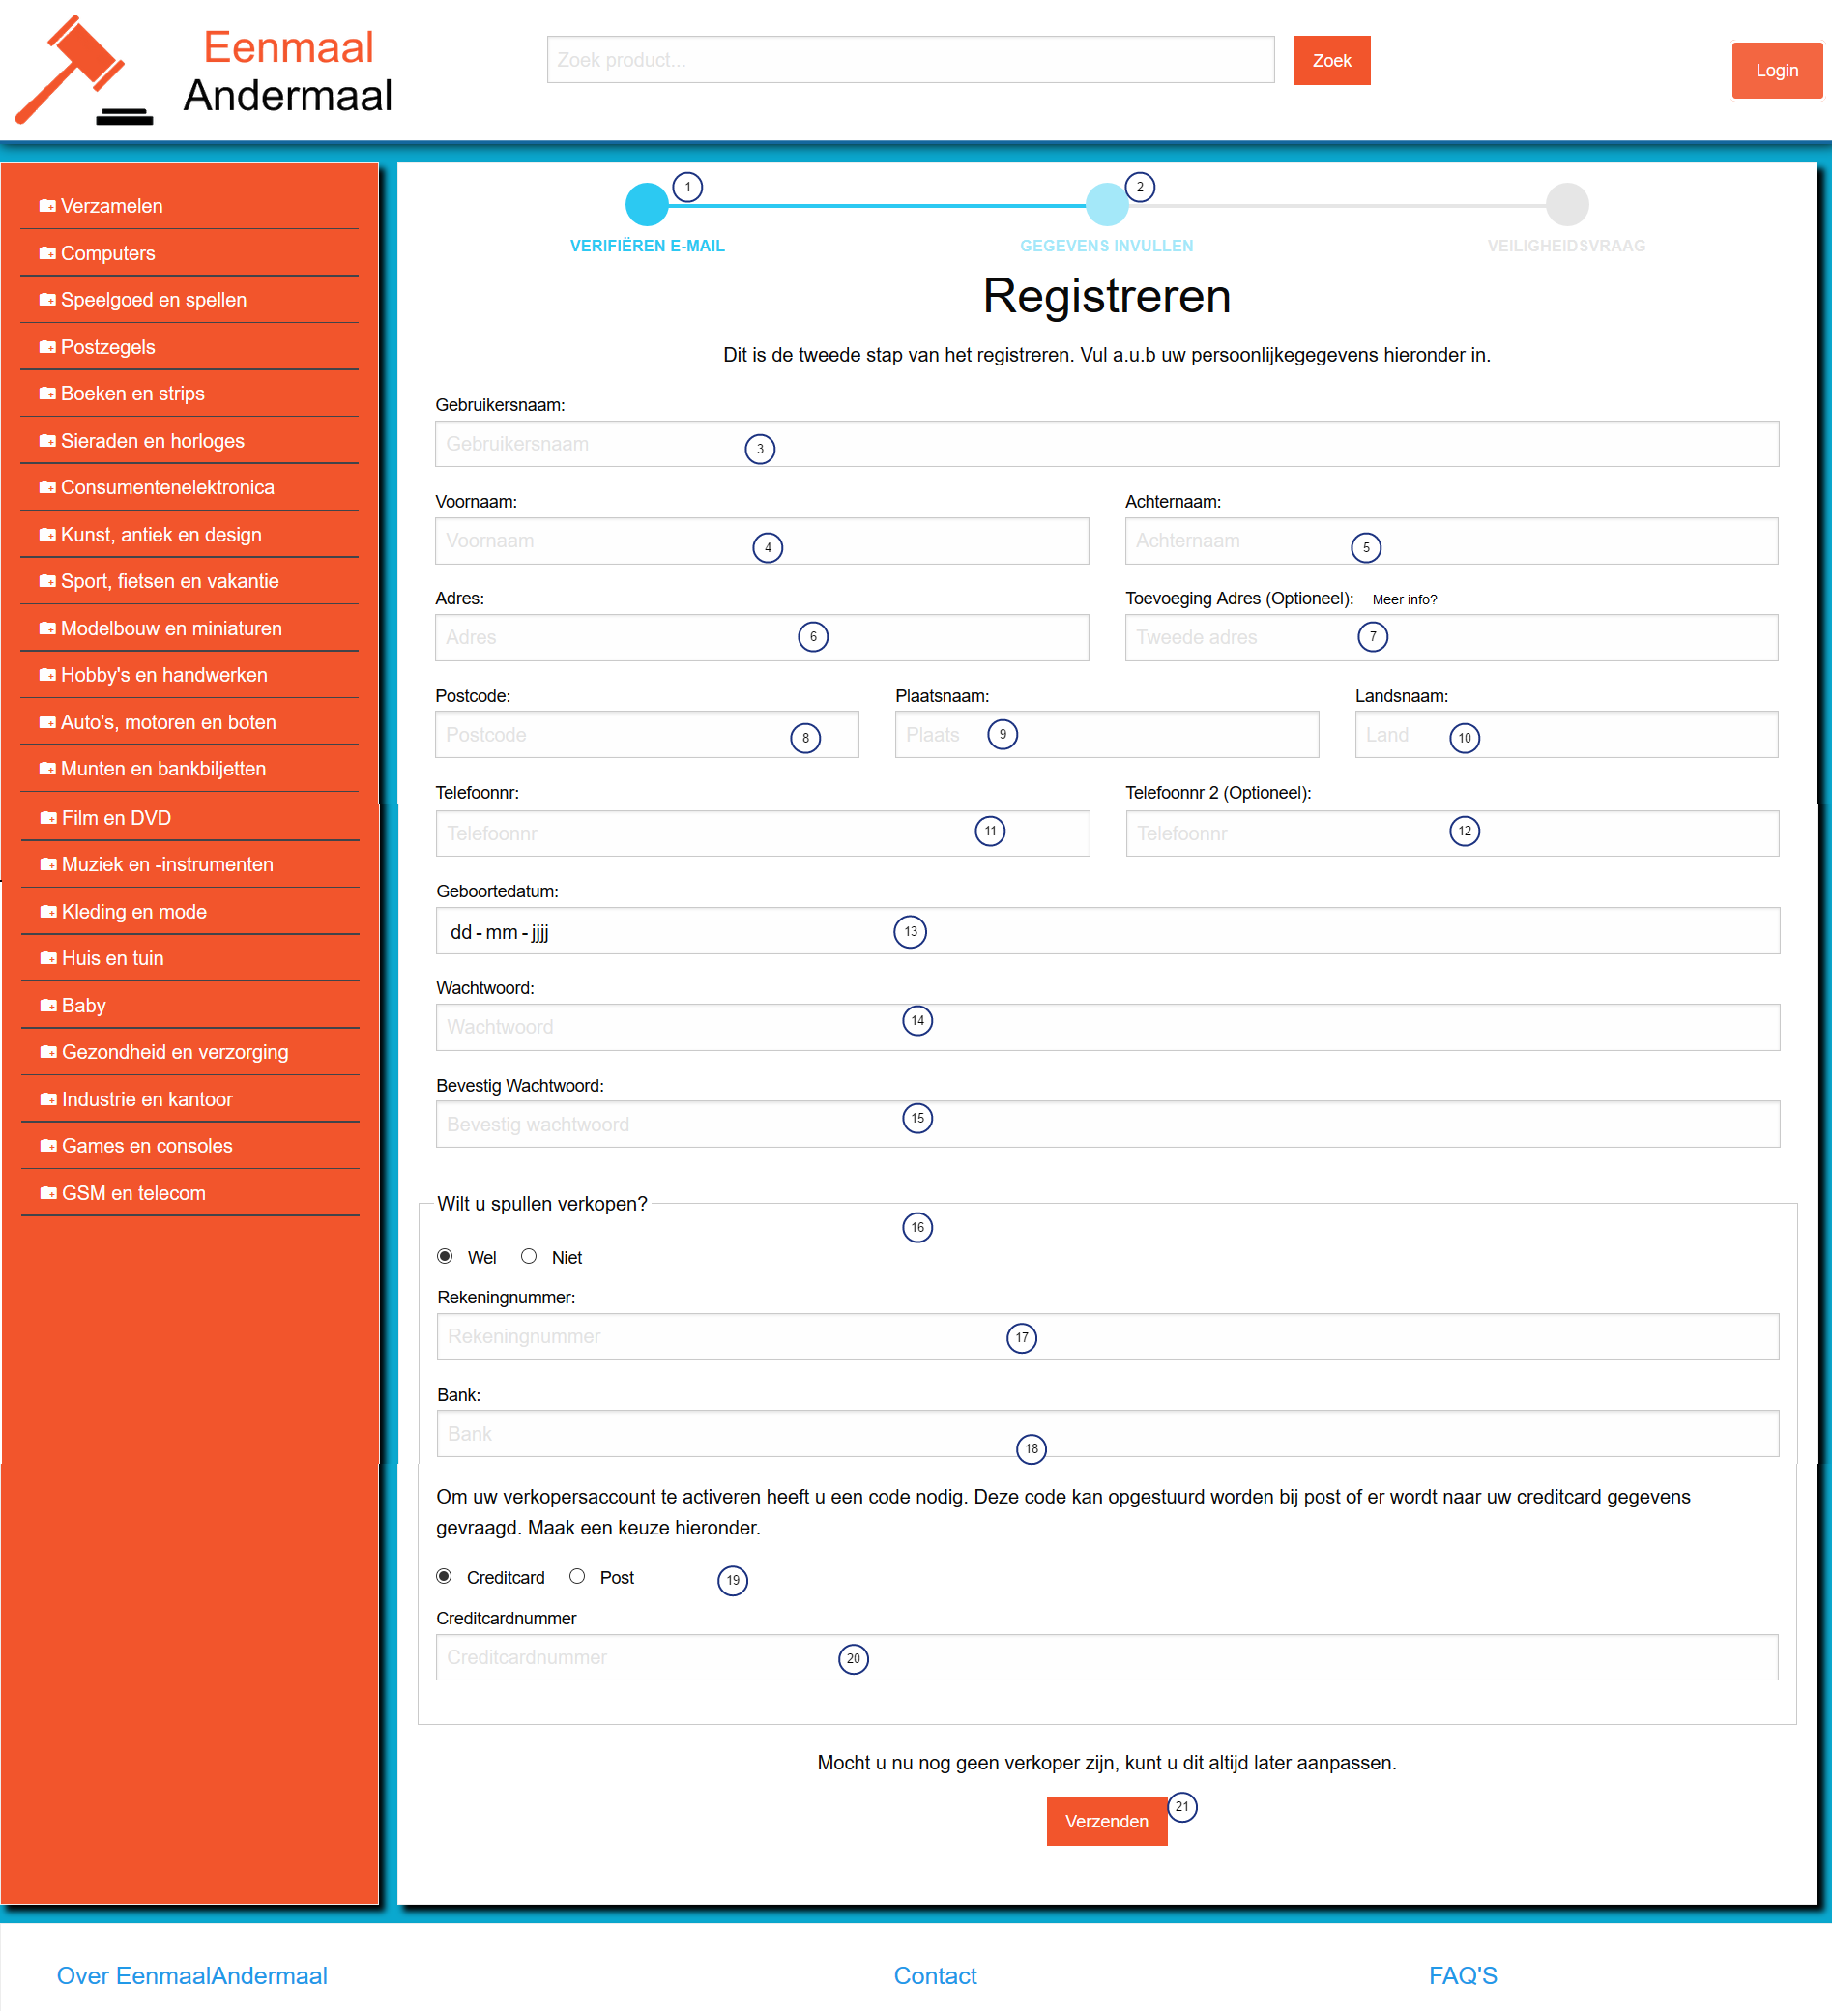 Eenmaal
Andermaal
Zoek product...
Zoek
Login
Verzamelen
Computers
Speelgoed en spellen
Postzegels
Boeken en strips
Sieraden en horloges
Consumentenelektronica
Kunst, antiek en design
Sport, fietsen en vakantie
Modelbouw en miniaturen
Hobby's en handwerken
Auto's, motoren en boten
Munten en bankbiljetten
Film en DVD
Muziek en -instrumenten
Kleding en mode
Huis en tuin
Baby
Gezondheid en verzorging
Industrie en kantoor
Games en consoles
GSM en telecom
1
2
VERIFIËREN E-MAIL
GEGEVENS INVULLEN
VEILIGHEIDSVRAAG
Registreren
Dit is de tweede stap van het registreren. Vul a.u.b uw persoonlijkegegevens hieronder in.
Gebruikersnaam:
Gebruikersnaam 3
Voornaam:
Voornaam 4
Achternaam:
Achternaam 5
Adres:
Adres 6
Toevoeging Adres (Optioneel): Meer info?
Tweede adres 7
Postcode:
Postcode 8
Plaatsnaam:
Plaats 9
Landsnaam:
Land 10
Telefoonnr:
Telefoonnr 11
Telefoonnr 2 (Optioneel):
Telefoonnr 12
Geboortedatum:
dd - mm - jjjj 13
Wachtwoord:
Wachtwoord 14
Bevestig Wachtwoord:
Bevestig wachtwoord 15
Wilt u spullen verkopen?
16
Wel Niet
Rekeningnummer:
Rekeningnummer 17
Bank:
Bank 18
Om uw verkopersaccount te activeren heeft u een code nodig. Deze code kan opgestuurd worden bij post of er wordt naar uw creditcard gegevens
gevraagd. Maak een keuze hieronder.
Creditcard Post 19
Creditcardnummer
Creditcardnummer 20
Mocht u nu nog geen verkoper zijn, kunt u dit altijd later aanpassen.
Verzenden 21
Over EenmaalAndermaal
Contact
FAQ'S